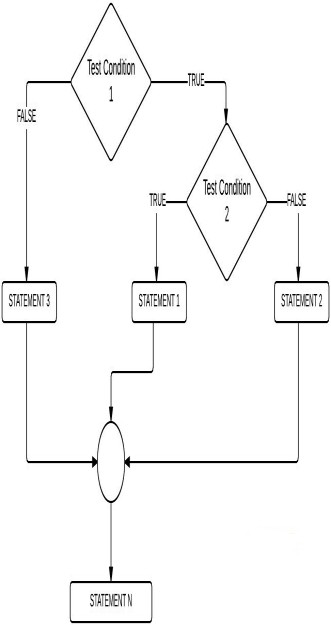 Test Condition
1
TRUE
FALSE
Test Condition
2
TRUE
FALSE
STATEMENT 3
STATEMENT 1
STATEMENT 2
STATEMENT N